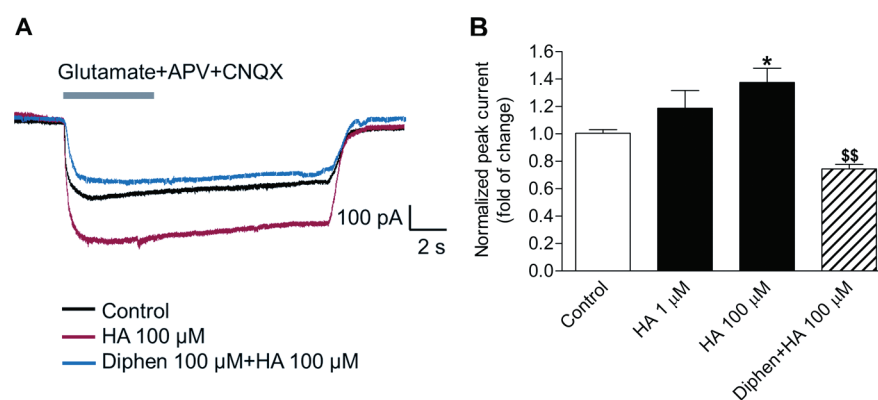 A
Glutamate+APV+CNQX
100 pA
2 s
Control
HA 100 µM
Diphen 100 µM+HA 100 µM
B
Normalized peak current
(fold of change)
1.6
1.4
1.2
1.0
0.8
0.6
0.4
0.2
0.0
*
$$
Control
HA 1 µM
HA 100 µM
Diphen+HA 100 µM